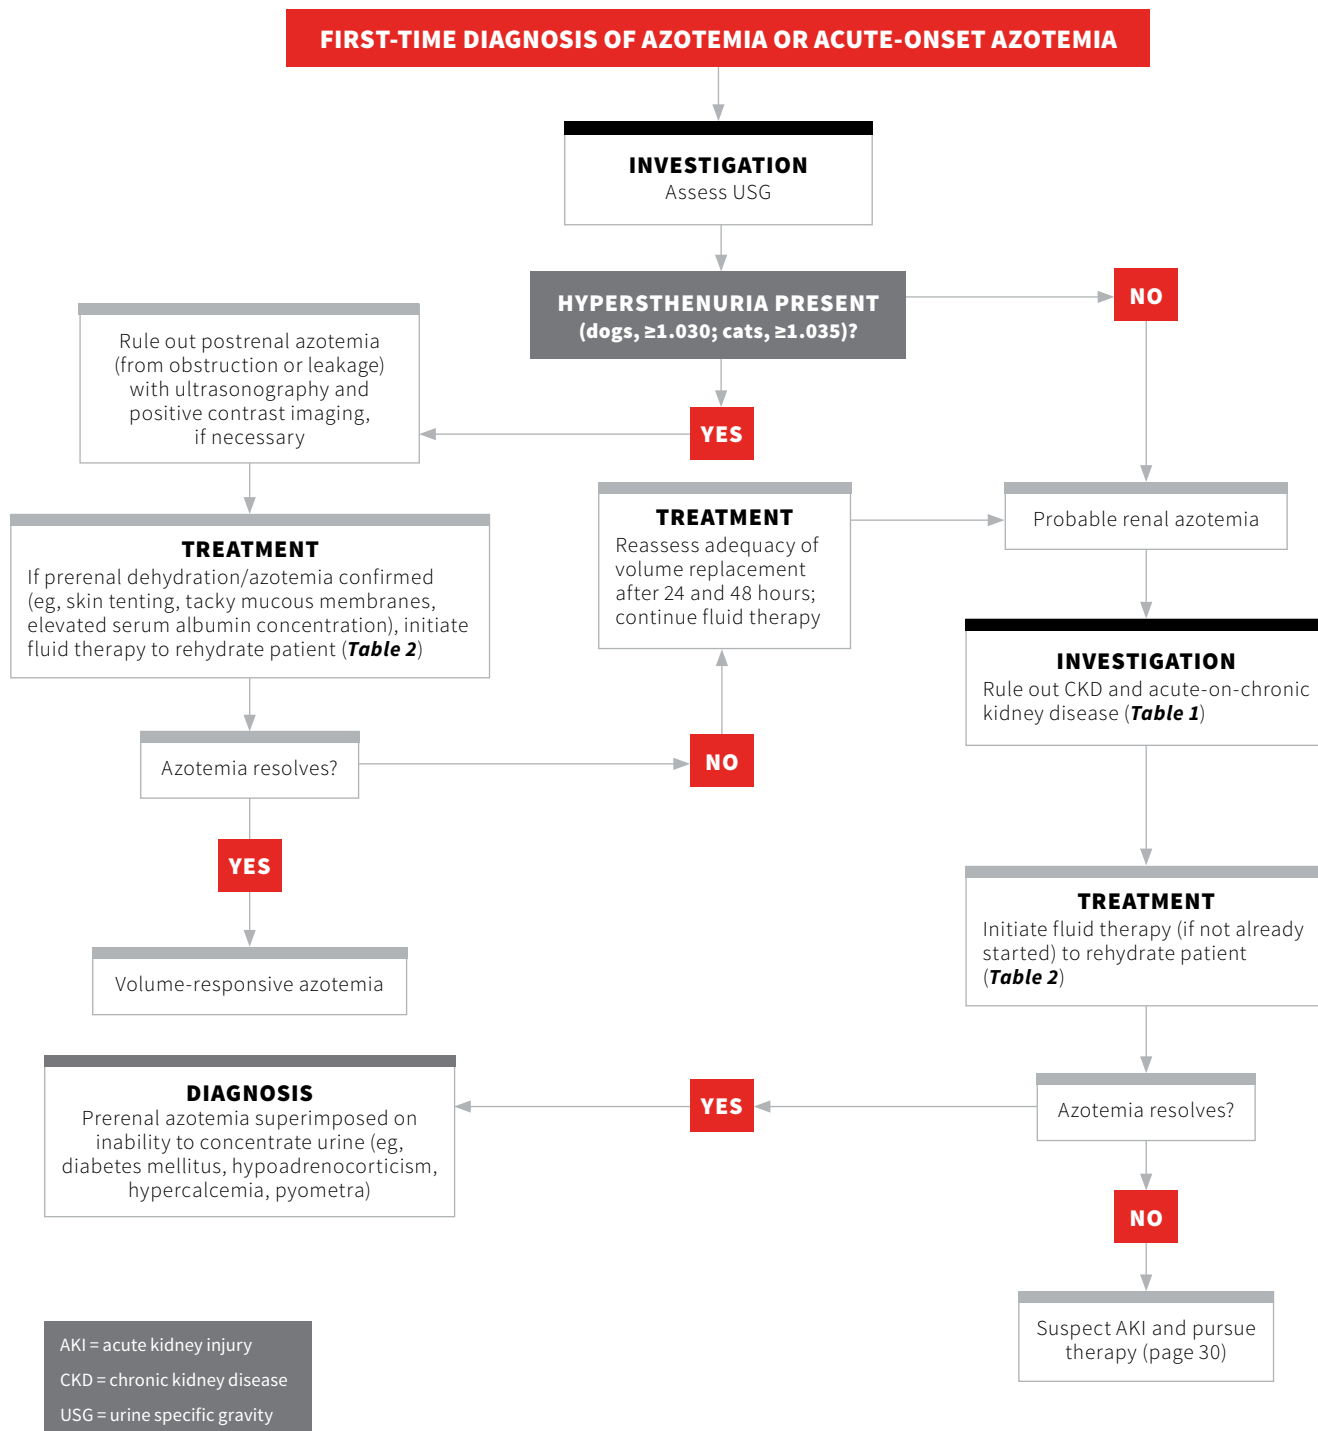 FIRST-TIME DIAGNOSIS OF AZOTEMIA OR ACUTE-ONSET AZOTEMIA
INVESTIGATION
Assess USG
HYPERSTHENURIA PRESENT
(dogs, ≥1.030; cats, ≥1.035)?
NO
YES
Rule out postrenal azotemia
(from obstruction or leakage)
with ultrasonography and
positive contrast imaging,
if necessary
TREATMENT
If prerenal dehydration/azotemia confirmed
(eg, skin tenting, tacky mucous membranes,
elevated serum albumin concentration), initiate
fluid therapy to rehydrate patient (Table 2)
Azotemia resolves?
NO
TREATMENT
Reassess adequacy of
volume replacement
after 24 and 48 hours;
continue fluid therapy
YES
Volume-responsive azotemia
Probable renal azotemia
INVESTIGATION
Rule out CKD and acute-on-chronic
kidney disease (Table 1)
TREATMENT
Initiate fluid therapy (if not already
started) to rehydrate patient
(Table 2)
Azotemia resolves?
YES
DIAGNOSIS
Prerenal azotemia superimposed on
inability to concentrate urine (eg,
diabetes mellitus, hypoadrenocorticism,
hypercalcemia, pyometra)
NO
Suspect AKI and pursue
therapy (page 30)
AKI = acute kidney injury
CKD = chronic kidney disease
USG = urine specific gravity